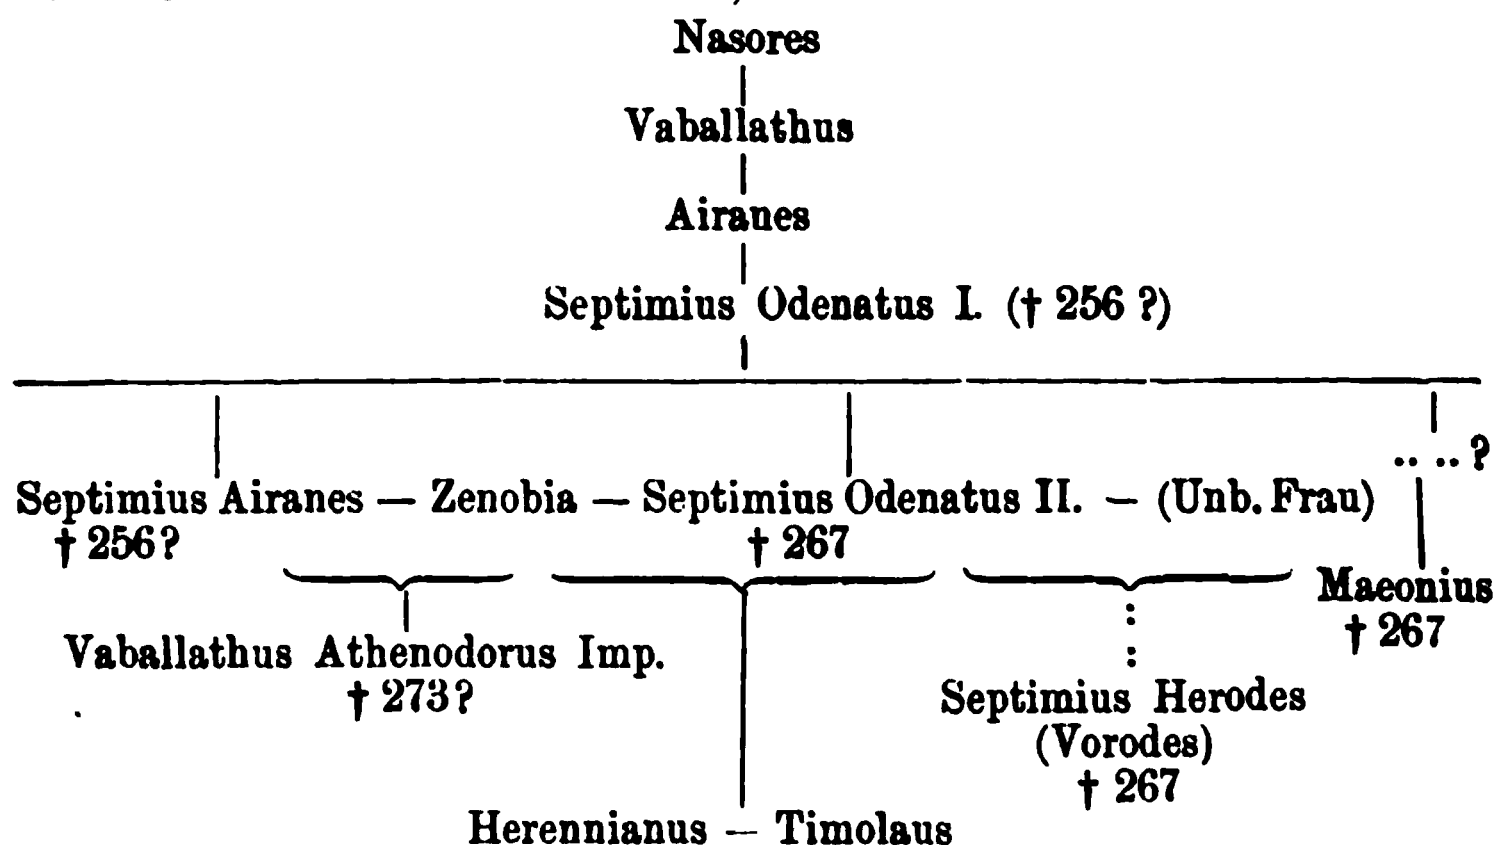 Nasores
Vaballathus
Airanes
Septimius Odenatus I. († 256 ?)
.. .. ?
Septimius Airanes — Zenobia — Septimius Odenatus II. — (Unb. Frau)
† 256? † 267
Maeonius
† 267
Vaballathus Athenodorus Imp.
† 273?
Septimius Herodes
(Vorodes)
† 267
Herennianus — Timolaus